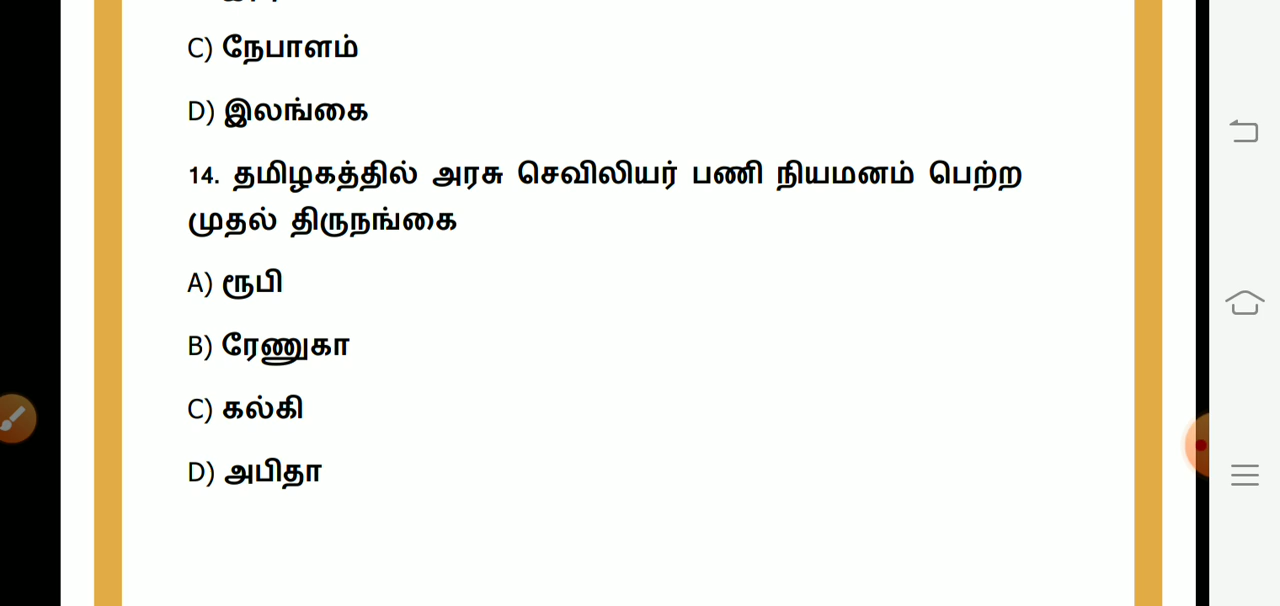 C) நேபாளம்
D) இலங்கை
14. தமிழகத்தில் அரசு செவிலியர் பணி நியமனம் பெற்ற
முதல் திருநங்கை
A) ரூபி
B) ரேணுகா
C) கல்கி
D) அபிதா